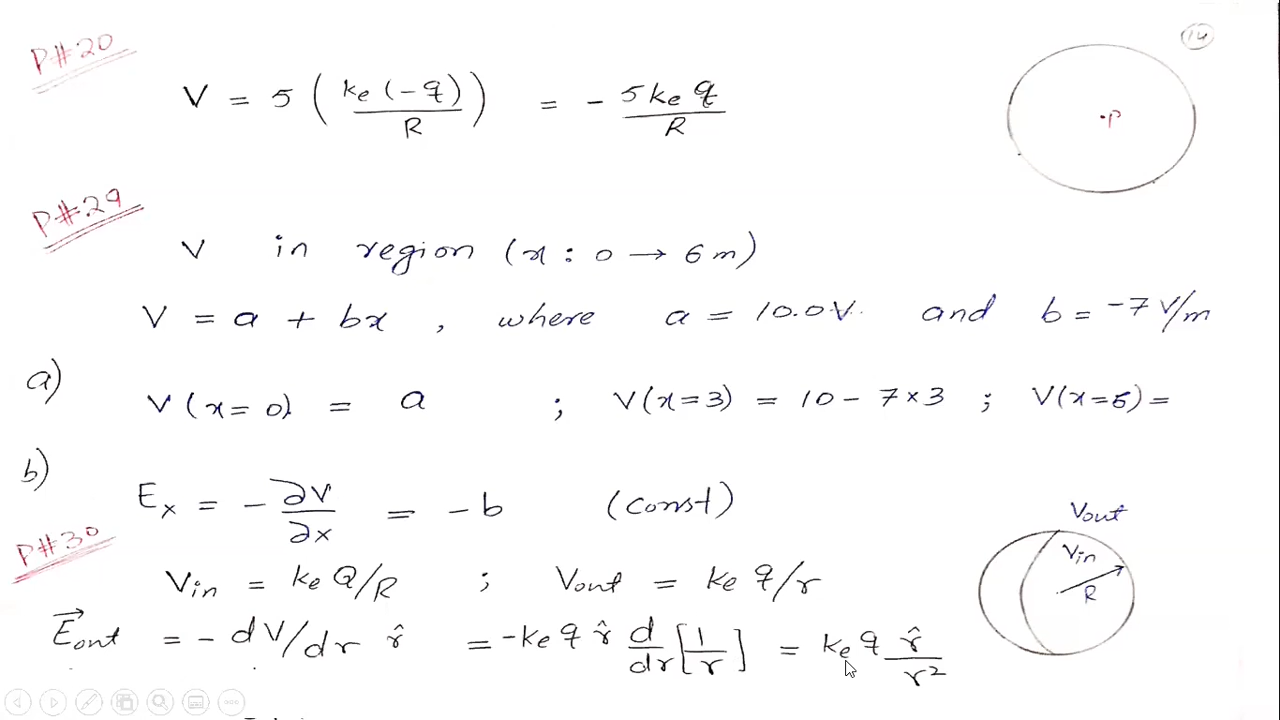 P#20
14
V = 5 ( ke (-q) / R ) = - 5 ke q / R
.P
P#29
V in region (x : 0 → 6 m)
V = a + bx , where a = 10.0V. and b = -7 V/m
a)
V (x = 0) = a ; V(x=3) = 10 - 7×3 ; V(x=6) =
b)
Ex = - ∂V / ∂x = - b (const)
Vout
P#30
Vin
R
Vin = ke Q/R ; Vout = ke q/r
E⃗out = - dV/dr r̂ = -ke q r̂ d/dr [1/r] = ke q r̂ / r²